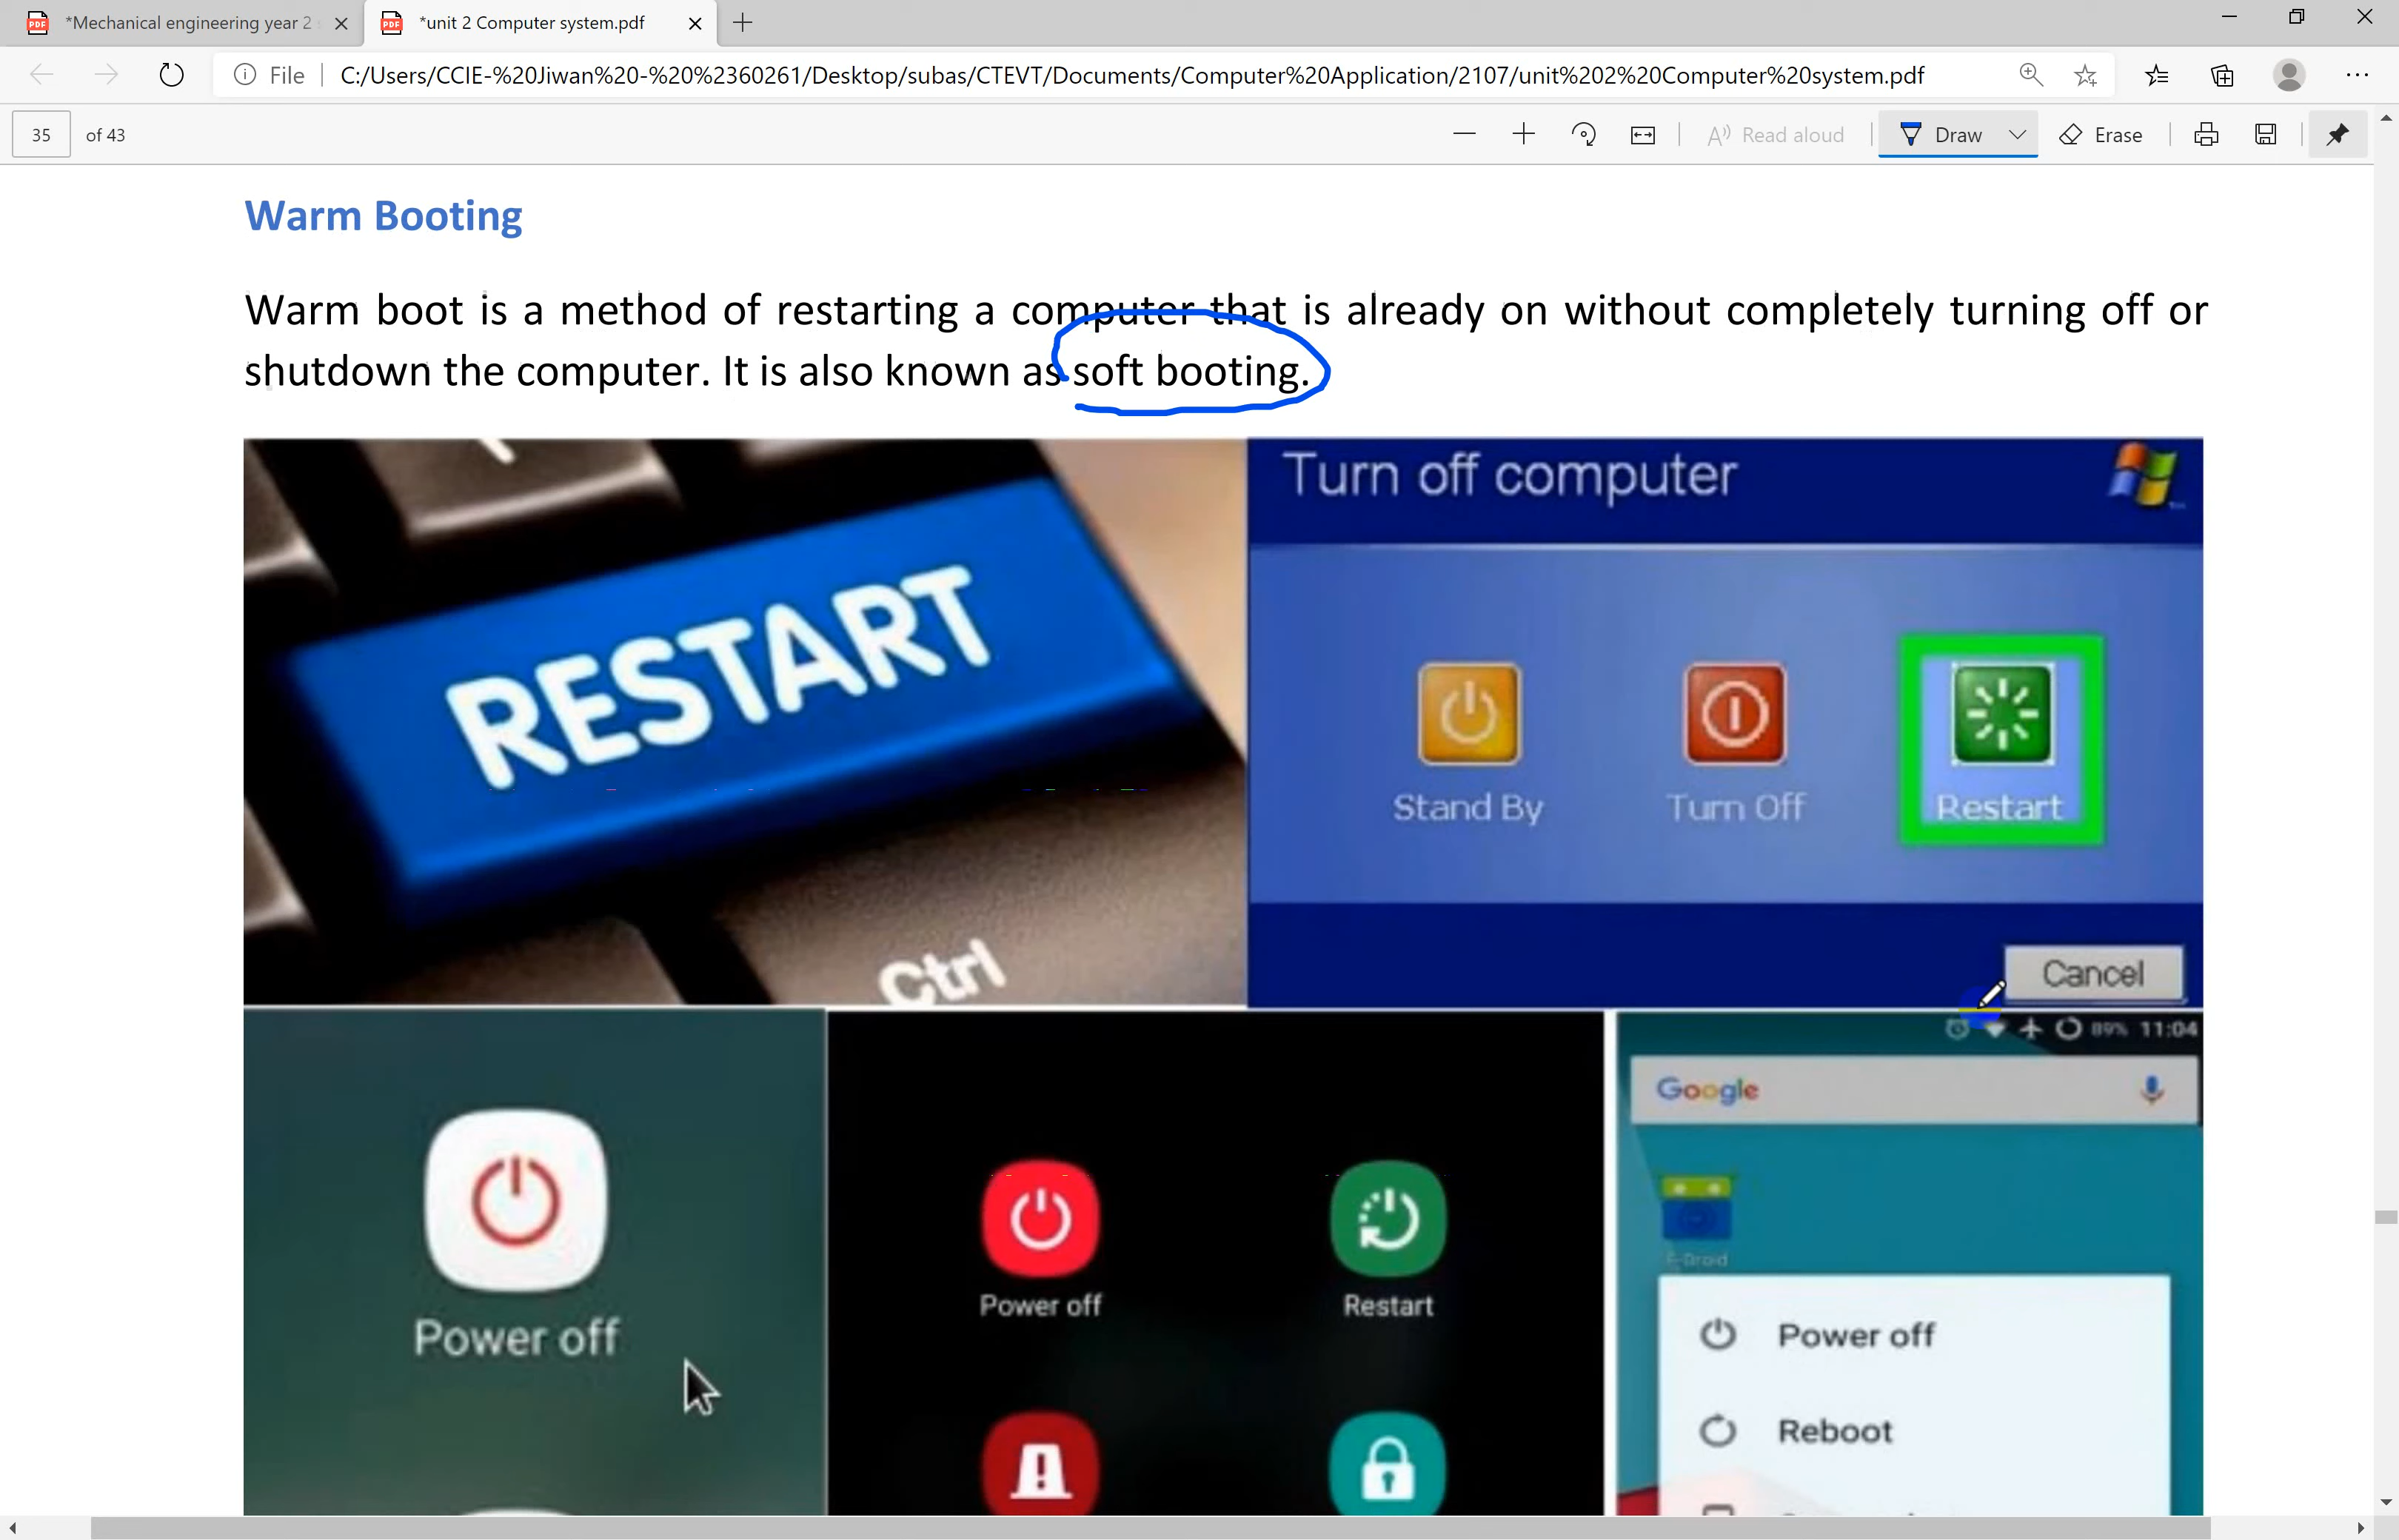 *Mechanical engineering year 2
*unit 2 Computer system.pdf
File
C:/Users/CCIE-%20Jiwan%20-%20%2360261/Desktop/subas/CTEVT/Documents/Computer%20Application/2107/unit%202%20Computer%20system.pdf
35 of 43
Read aloud
Draw
Erase
Warm Booting
Warm boot is a method of restarting a computer that is already on without completely turning off or
shutdown the computer. It is also known as soft booting.
RESTART
Ctrl
Turn off computer
Stand By
Turn Off
Restart
Cancel
Power off
Power off
Restart
89% 11:04
Google
Power off
Reboot